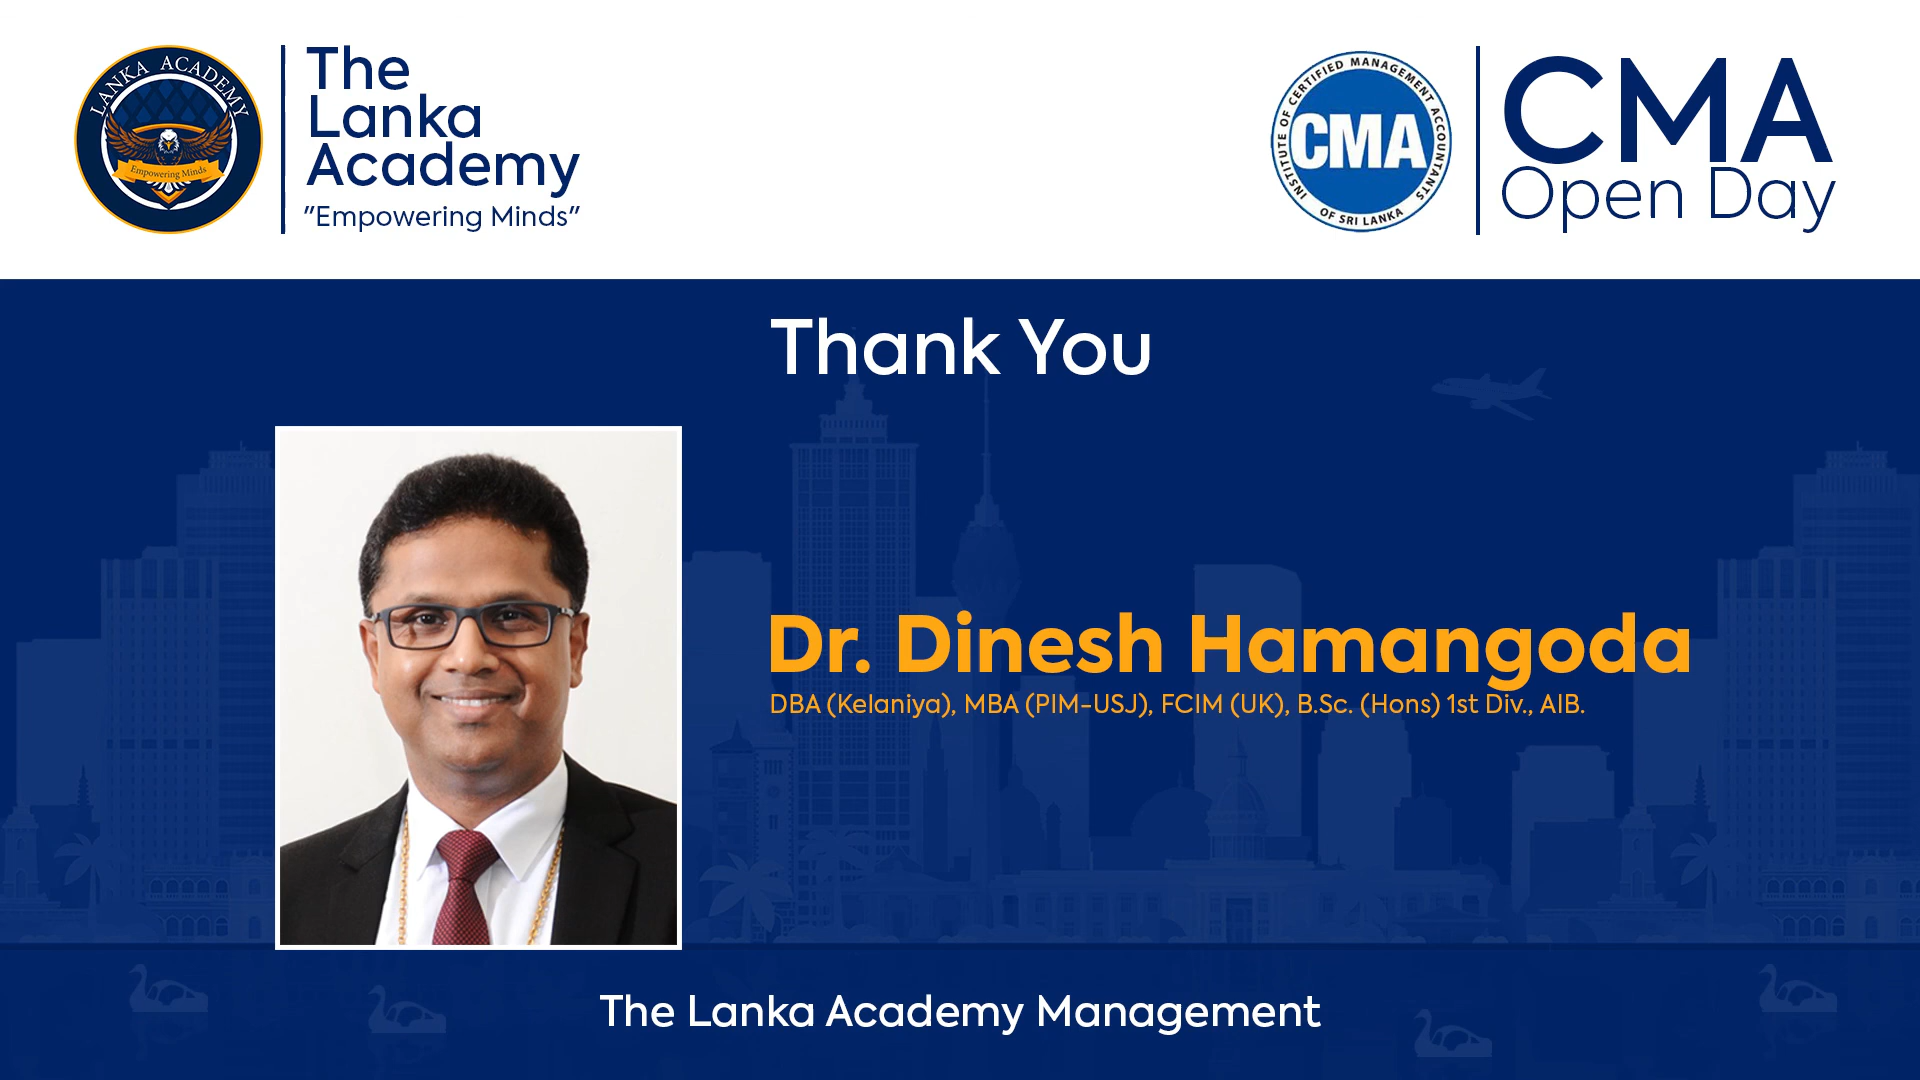 LANKA ACADEMY
Empowering Minds
The
Lanka
Academy
"Empowering Minds"
INSTITUTE OF CERTIFIED MANAGEMENT ACCOUNTANTS
OF SRI LANKA
CMA
CMA
Open Day
Thank You
Dr. Dinesh Hamangoda
DBA (Kelaniya), MBA (PIM-USJ), FCIM (UK), B.Sc. (Hons) 1st Div., AIB.
The Lanka Academy Management